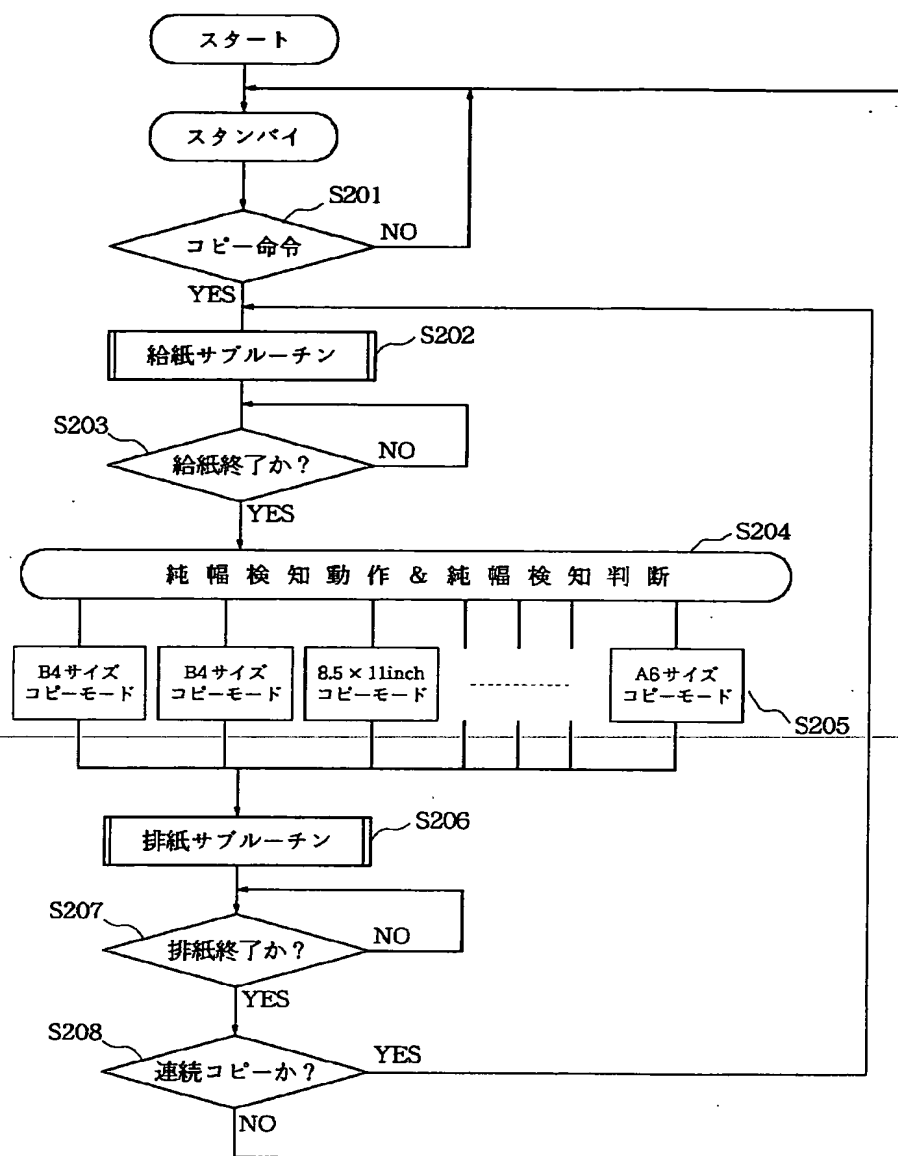 スタート
スタンバイ
S201
コピー命令
NO
YES
給紙サブルーチン
S202
S203
給紙終了か?
NO
YES
S204
純幅検知動作&純幅検知判断
B4サイズ
コピーモード
B4サイズ
コピーモード
8.5×11inch
コピーモード
A6サイズ
コピーモード
S205
排紙サブルーチン
S206
S207
排紙終了か?
NO
YES
S208
連続コピーか?
YES
NO